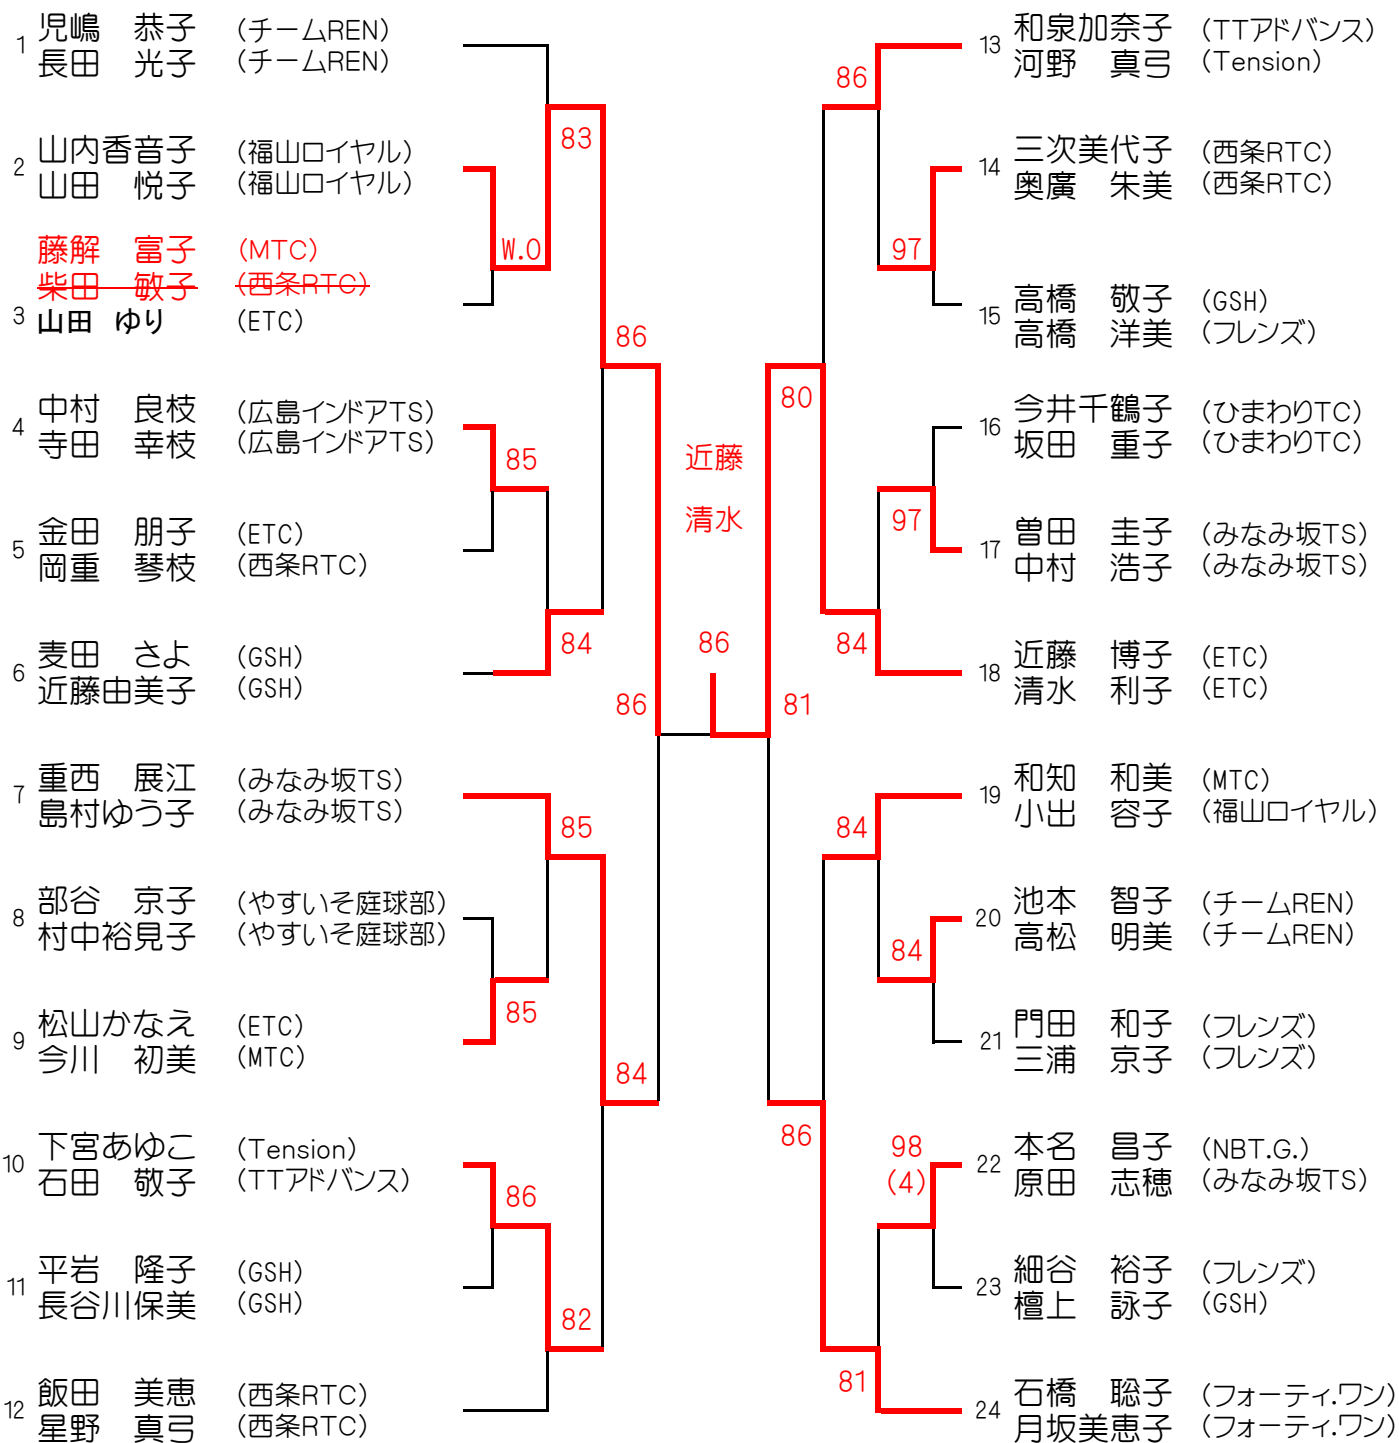 1 児嶋　恭子 (チームREN)
長田　光子 (チームREN)
2 山内香音子 (福山ロイヤル)
山田　悦子 (福山ロイヤル)
藤解　富子 (MTC)
柴田　敏子 (西条RTC)
3 山田　ゆり (ETC)
4 中村　良枝 (広島インドアTS)
寺田　幸枝 (広島インドアTS)
5 金田　朋子 (ETC)
岡重　琴枝 (西条RTC)
6 麦田　さよ (GSH)
近藤由美子 (GSH)
7 重西　展江 (みなみ坂TS)
島村ゆう子 (みなみ坂TS)
8 部谷　京子 (やすいそ庭球部)
村中裕見子 (やすいそ庭球部)
9 松山かなえ (ETC)
今川　初美 (MTC)
10 下宮あゆこ (Tension)
石田　敬子 (TTアドバンス)
11 平岩　隆子 (GSH)
長谷川保美 (GSH)
12 飯田　美恵 (西条RTC)
星野　真弓 (西条RTC)
83
W.O
86
85
84
86
85
85
84
86
82
近藤
清水
86
13 和泉加奈子 (TTアドバンス)
河野　真弓 (Tension)
14 三次美代子 (西条RTC)
奥廣　朱美 (西条RTC)
15 高橋　敬子 (GSH)
高橋　洋美 (フレンズ)
16 今井千鶴子 (ひまわりTC)
坂田　重子 (ひまわりTC)
17 曽田　圭子 (みなみ坂TS)
中村　浩子 (みなみ坂TS)
18 近藤　博子 (ETC)
清水　利子 (ETC)
19 和知　和美 (MTC)
小出　容子 (福山ロイヤル)
20 池本　智子 (チームREN)
高松　明美 (チームREN)
21 門田　和子 (フレンズ)
三浦　京子 (フレンズ)
22 本名　昌子 (NBT.G.)
原田　志穂 (みなみ坂TS)
23 細谷　裕子 (フレンズ)
檀上　詠子 (GSH)
24 石橋　聡子 (フォーティ.ワン)
月坂美恵子 (フォーティ.ワン)
86
97
80
97
84
81
84
84
86
98
(4)
81